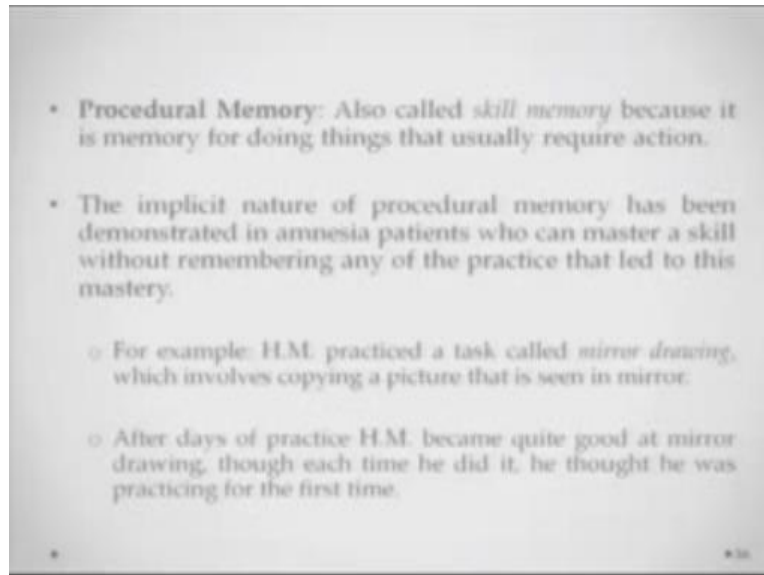 • Procedural Memory: Also called skill memory because it
is memory for doing things that usually require action.
• The implicit nature of procedural memory has been
demonstrated in amnesia patients who can master a skill
without remembering any of the practice that led to this
mastery.
o For example: H.M. practiced a task called mirror drawing,
which involves copying a picture that is seen in mirror.
o After days of practice H.M. became quite good at mirror
drawing, though each time he did it, he thought he was
practicing for the first time.